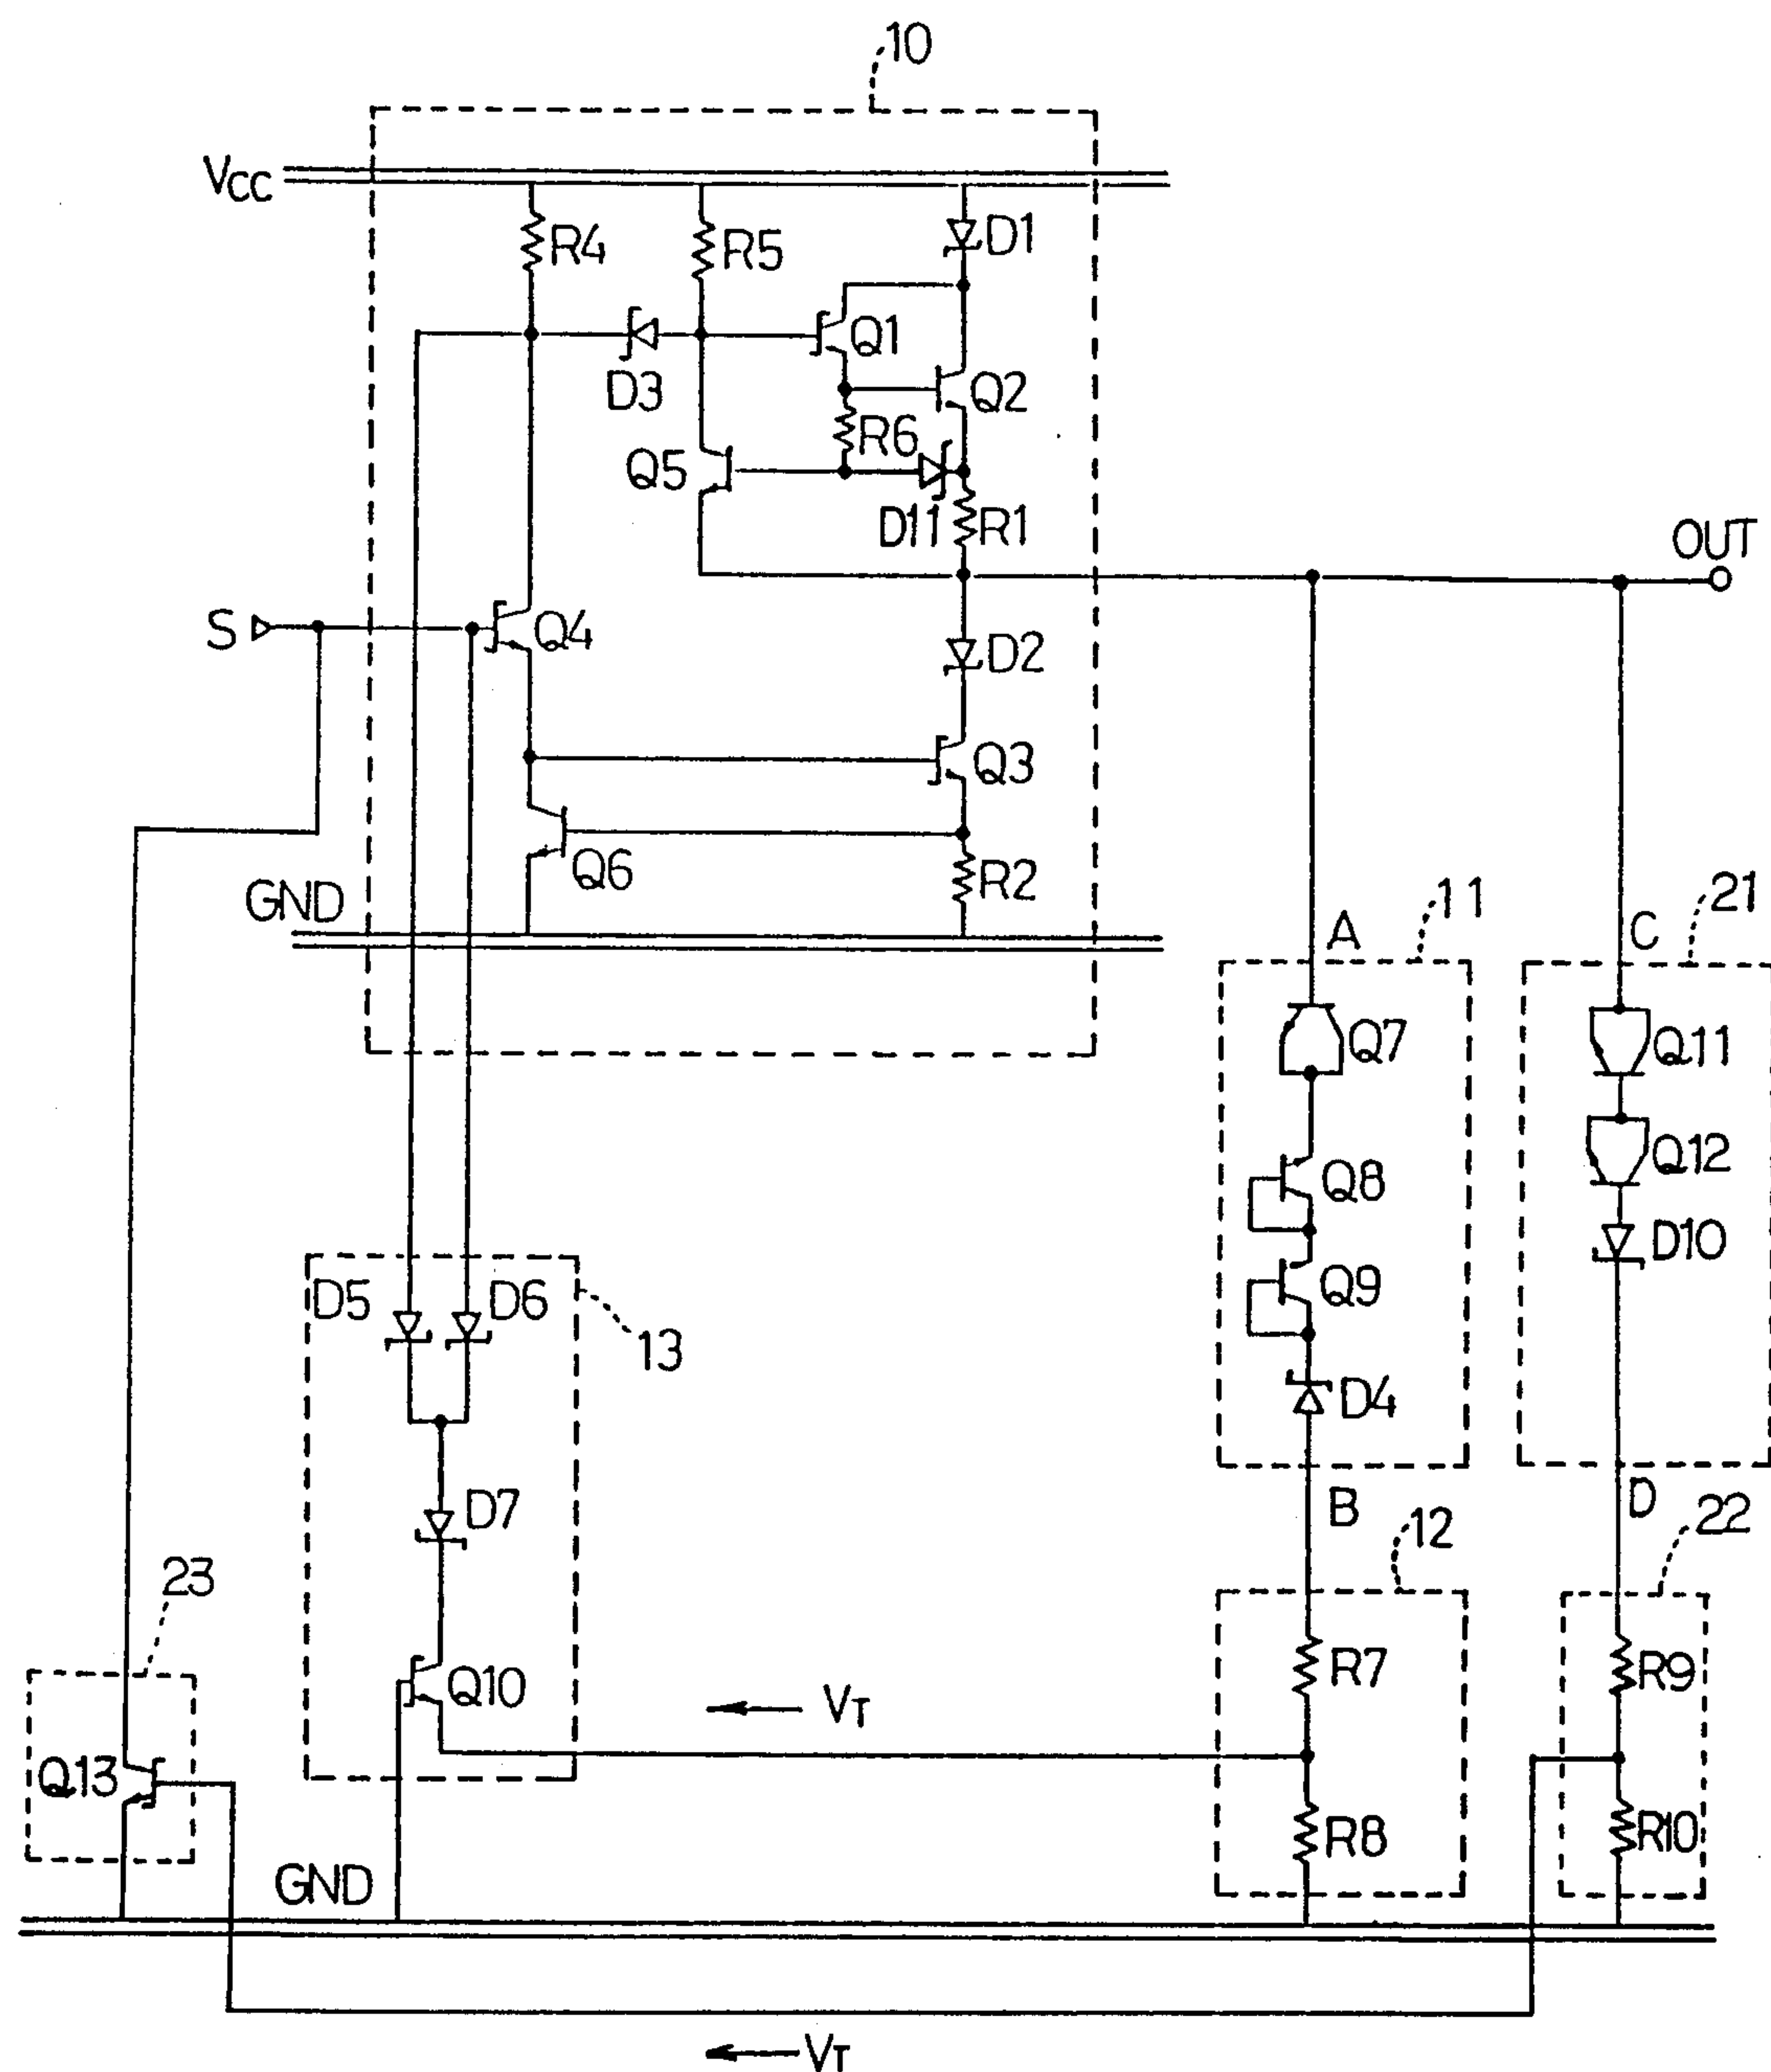 10
VCC
R4
R5
D1
Q1
D3
Q2
R6
Q5
D11
R1
OUT
S
Q4
D2
Q3
Q6
R2
GND
A
11
C
21
Q7
Q11
Q8
Q12
D10
Q9
D5
D6
13
D4
D7
B
D
12
22
23
R7
R9
Q10
VT
Q13
R8
R10
GND
VT